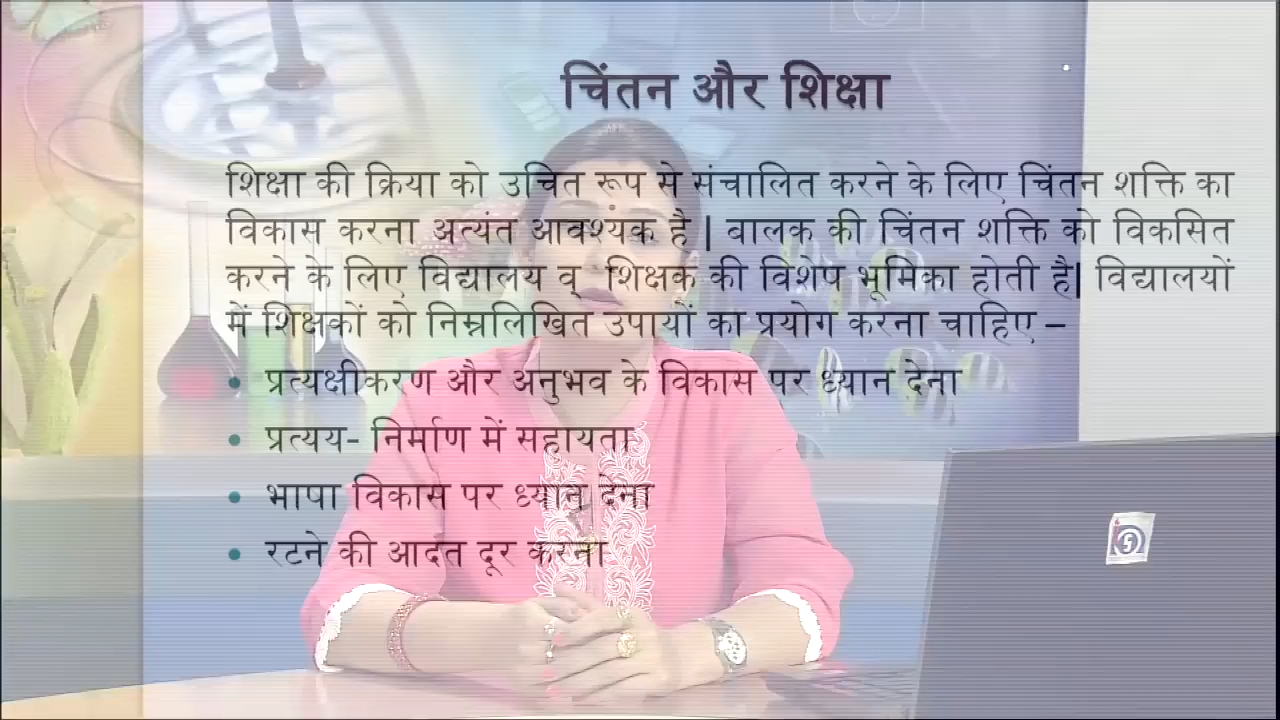 चिंतन और शिक्षा
शिक्षा की क्रिया को उचित रूप से संचालित करने के लिए चिंतन शक्ति का
विकास करना अत्यंत आवश्यक है | बालक की चिंतन शक्ति को विकसित
करने के लिए विद्यालय व् शिक्षक की विशेष भूमिका होती है| विद्यालयों
में शिक्षकों को निम्नलिखित उपायों का प्रयोग करना चाहिए –
• प्रत्यक्षीकरण और अनुभव के विकास पर ध्यान देना
• प्रत्यय- निर्माण में सहायता
• भाषा विकास पर ध्यान देना
• रटने की आदत दूर करना